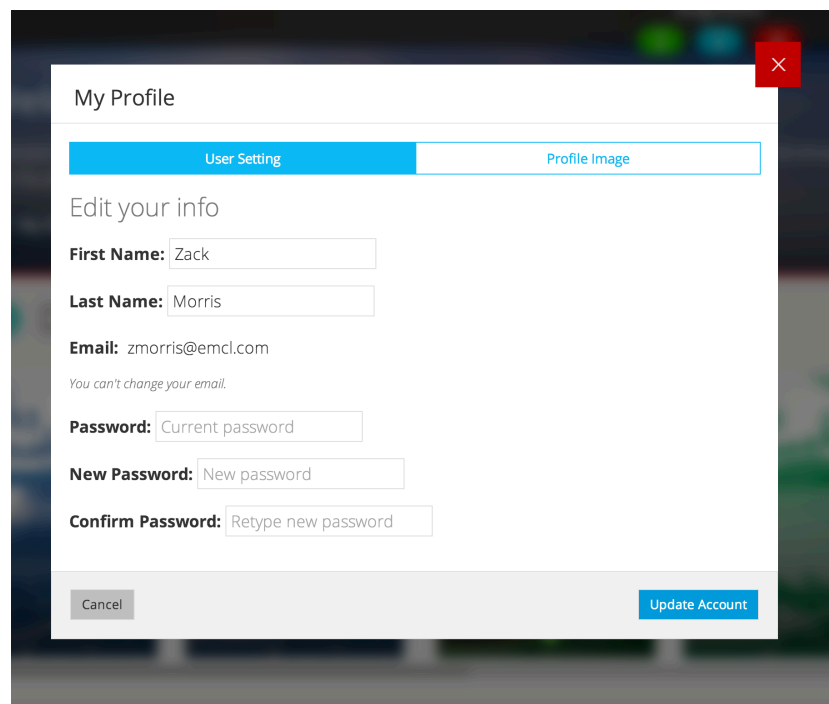 My Profile
User Setting
Profile Image
Edit your info
First Name: Zack
Last Name: Morris
Email: zmorris@emcl.com
You can't change your email.
Password: Current password
New Password: New password
Confirm Password: Retype new password
Cancel
Update Account